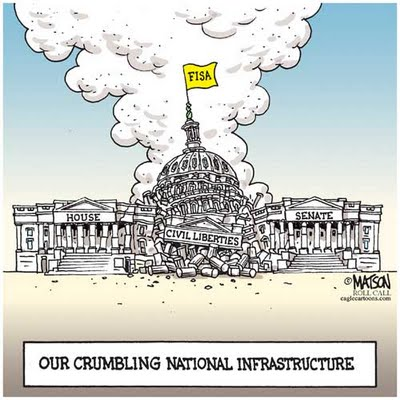 FISA
HOUSE
SENATE
CIVIL LIBERTIES
© MATSON
ROLL CALL
caglecartoons.com
OUR CRUMBLING NATIONAL INFRASTRUCTURE